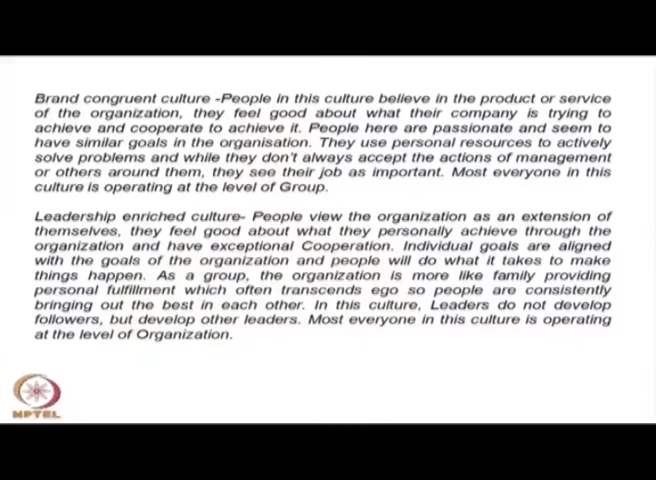 Brand congruent culture -People in this culture believe in the product or service
of the organization, they feel good about what their company is trying to
achieve and cooperate to achieve it. People here are passionate and seem to
have similar goals in the organisation. They use personal resources to actively
solve problems and while they don't always accept the actions of management
or others around them, they see their job as important. Most everyone in this
culture is operating at the level of Group.
Leadership enriched culture- People view the organization as an extension of
themselves, they feel good about what they personally achieve through the
organization and have exceptional Cooperation. Individual goals are aligned
with the goals of the organization and people will do what it takes to make
things happen. As a group, the organization is more like family providing
personal fulfillment which often transcends ego so people are consistently
bringing out the best in each other. In this culture, Leaders do not develop
followers, but develop other leaders. Most everyone in this culture is operating
at the level of Organization.
NPTEL